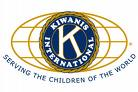 KIWANIS
K
INTERNATIONAL
SERVING THE CHILDREN OF THE WORLD